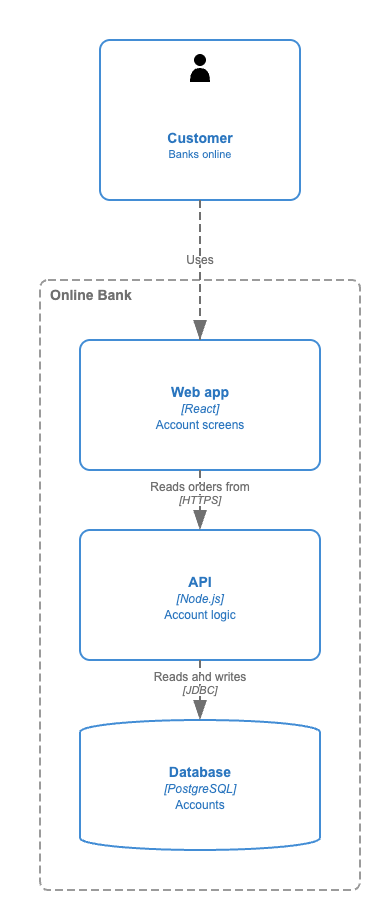 Customer
Banks online
Uses
Online Bank
Web app
[React]
Account screens
Reads orders from
[HTTPS]
API
[Node.js]
Account logic
Reads and writes
[JDBC]
Database
[PostgreSQL]
Accounts